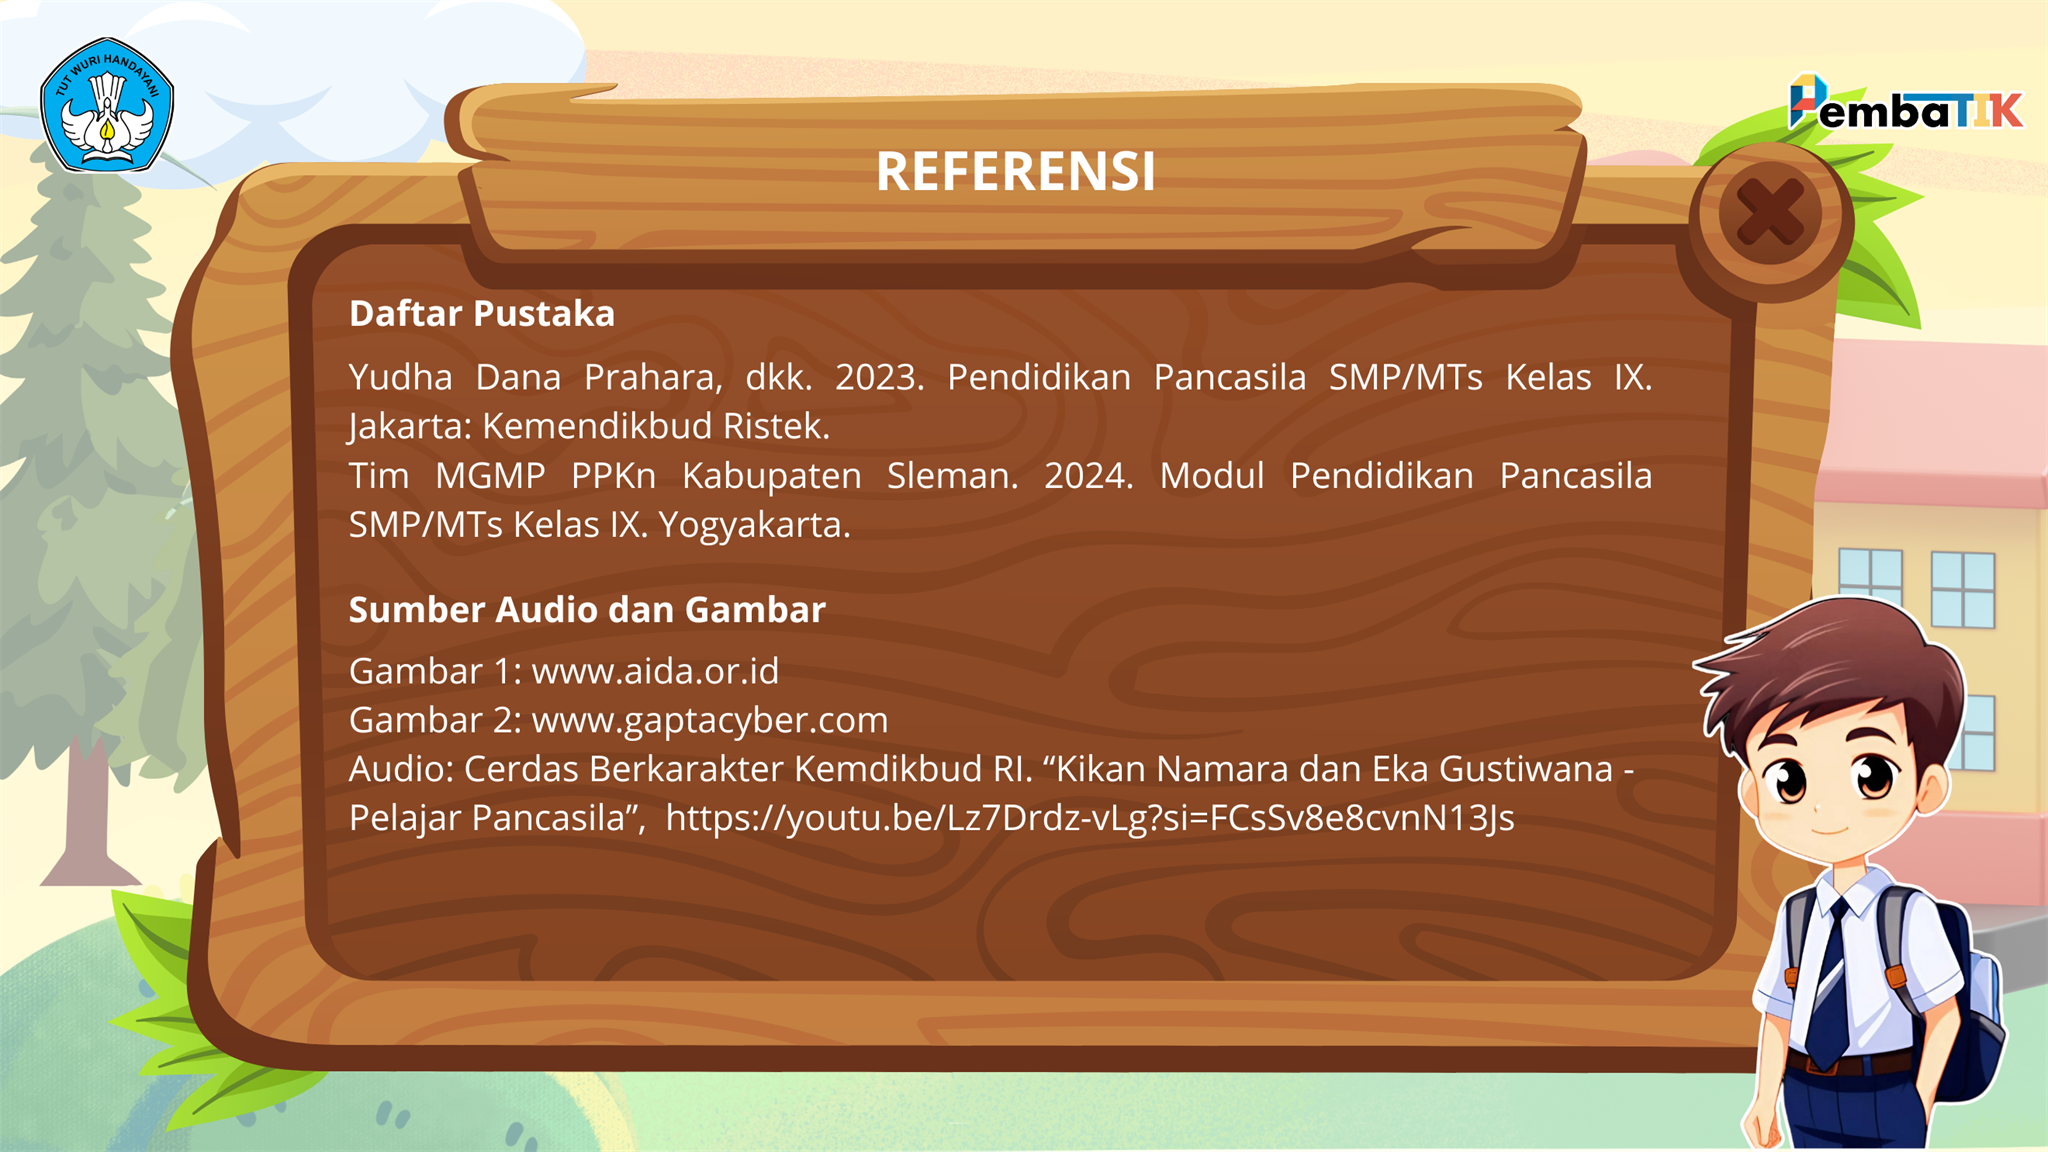 TUT WURI HANDAYANI
PembaTIK
REFERENSI
Daftar Pustaka
Yudha Dana Prahara, dkk. 2023. Pendidikan Pancasila SMP/MTs Kelas IX.
Jakarta: Kemendikbud Ristek.
Tim MGMP PPKn Kabupaten Sleman. 2024. Modul Pendidikan Pancasila
SMP/MTs Kelas IX. Yogyakarta.
Sumber Audio dan Gambar
Gambar 1: www.aida.or.id
Gambar 2: www.gaptacyber.com
Audio: Cerdas Berkarakter Kemdikbud RI. “Kikan Namara dan Eka Gustiwana -
Pelajar Pancasila”,  https://youtu.be/Lz7Drdz-vLg?si=FCsSv8e8cvnN13Js